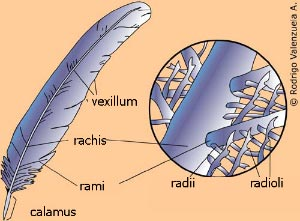 vexillum
rachis
rami
calamus
radii
radioli
© Rodrigo Valenzuela A.